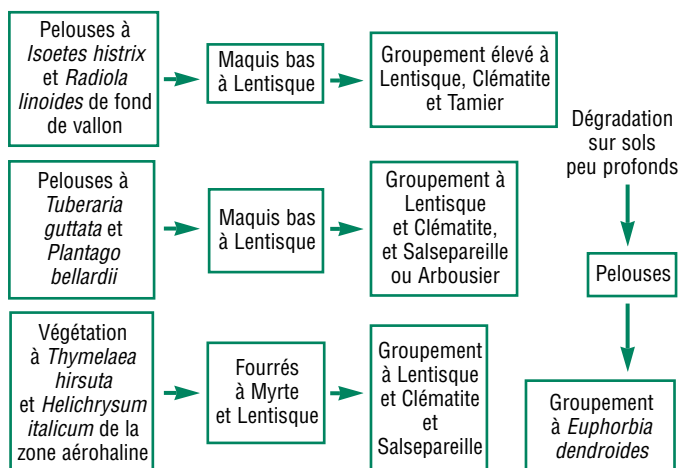 Pelouses à
Isoetes histrix
et Radiola
linoides de fond
de vallon
Maquis bas
à Lentisque
Groupement élevé à
Lentisque, Clématite
et Tamier
Pelouses à
Tuberaria
guttata et
Plantago
bellardii
Maquis bas
à Lentisque
Groupement à
Lentisque
et Clématite,
et Salsepareille
ou Arbousier
Végétation
à Thymelaea
hirsuta
et Helichrysum
italicum de la
zone aérohaline
Fourrés
à Myrte
et Lentisque
Groupement
à Lentisque
et Clématite
et
Salsepareille
Dégradation
sur sols
peu profonds
Pelouses
Groupement
à Euphorbia
dendroides